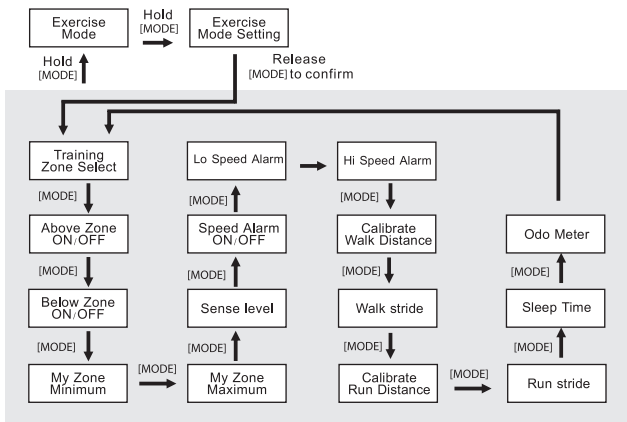 Exercise
Mode
Hold
[MODE]
Exercise
Mode Setting
Hold
[MODE]
Release
[MODE] to confirm
Training
Zone Select
[MODE]
Above Zone
ON/OFF
[MODE]
Below Zone
ON/OFF
[MODE]
My Zone
Minimum
[MODE]
My Zone
Maximum
[MODE]
Sense level
[MODE]
Speed Alarm
ON/OFF
[MODE]
Lo Speed Alarm
Hi Speed Alarm
[MODE]
Calibrate
Walk Distance
[MODE]
Walk stride
[MODE]
Calibrate
Run Distance
[MODE]
Run stride
[MODE]
Sleep Time
[MODE]
Odo Meter